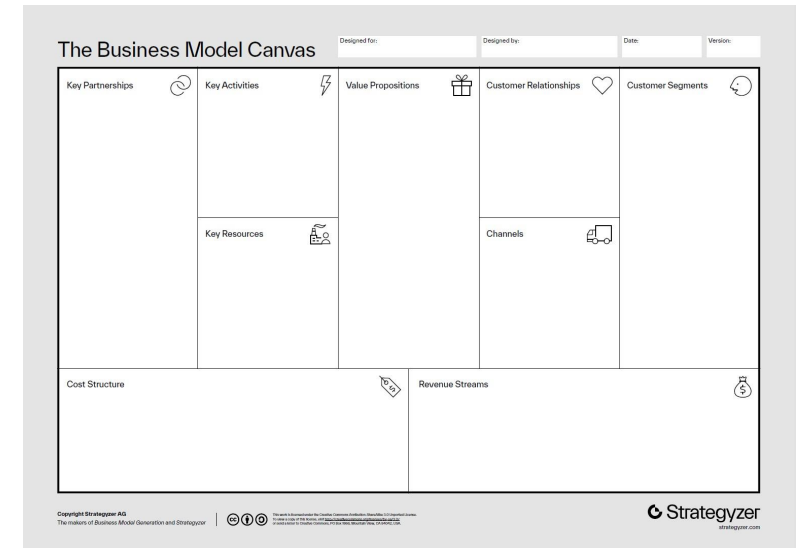 The Business Model Canvas
Designed for:
Designed by:
Date:
Version:
Key Partnerships
Key Activities
Value Propositions
Customer Relationships
Customer Segments
Key Resources
Channels
Cost Structure
Revenue Streams
Copyright Strategyzer AG
The makers of Business Model Generation and Strategyzer
Strategyzer
strategyzer.com